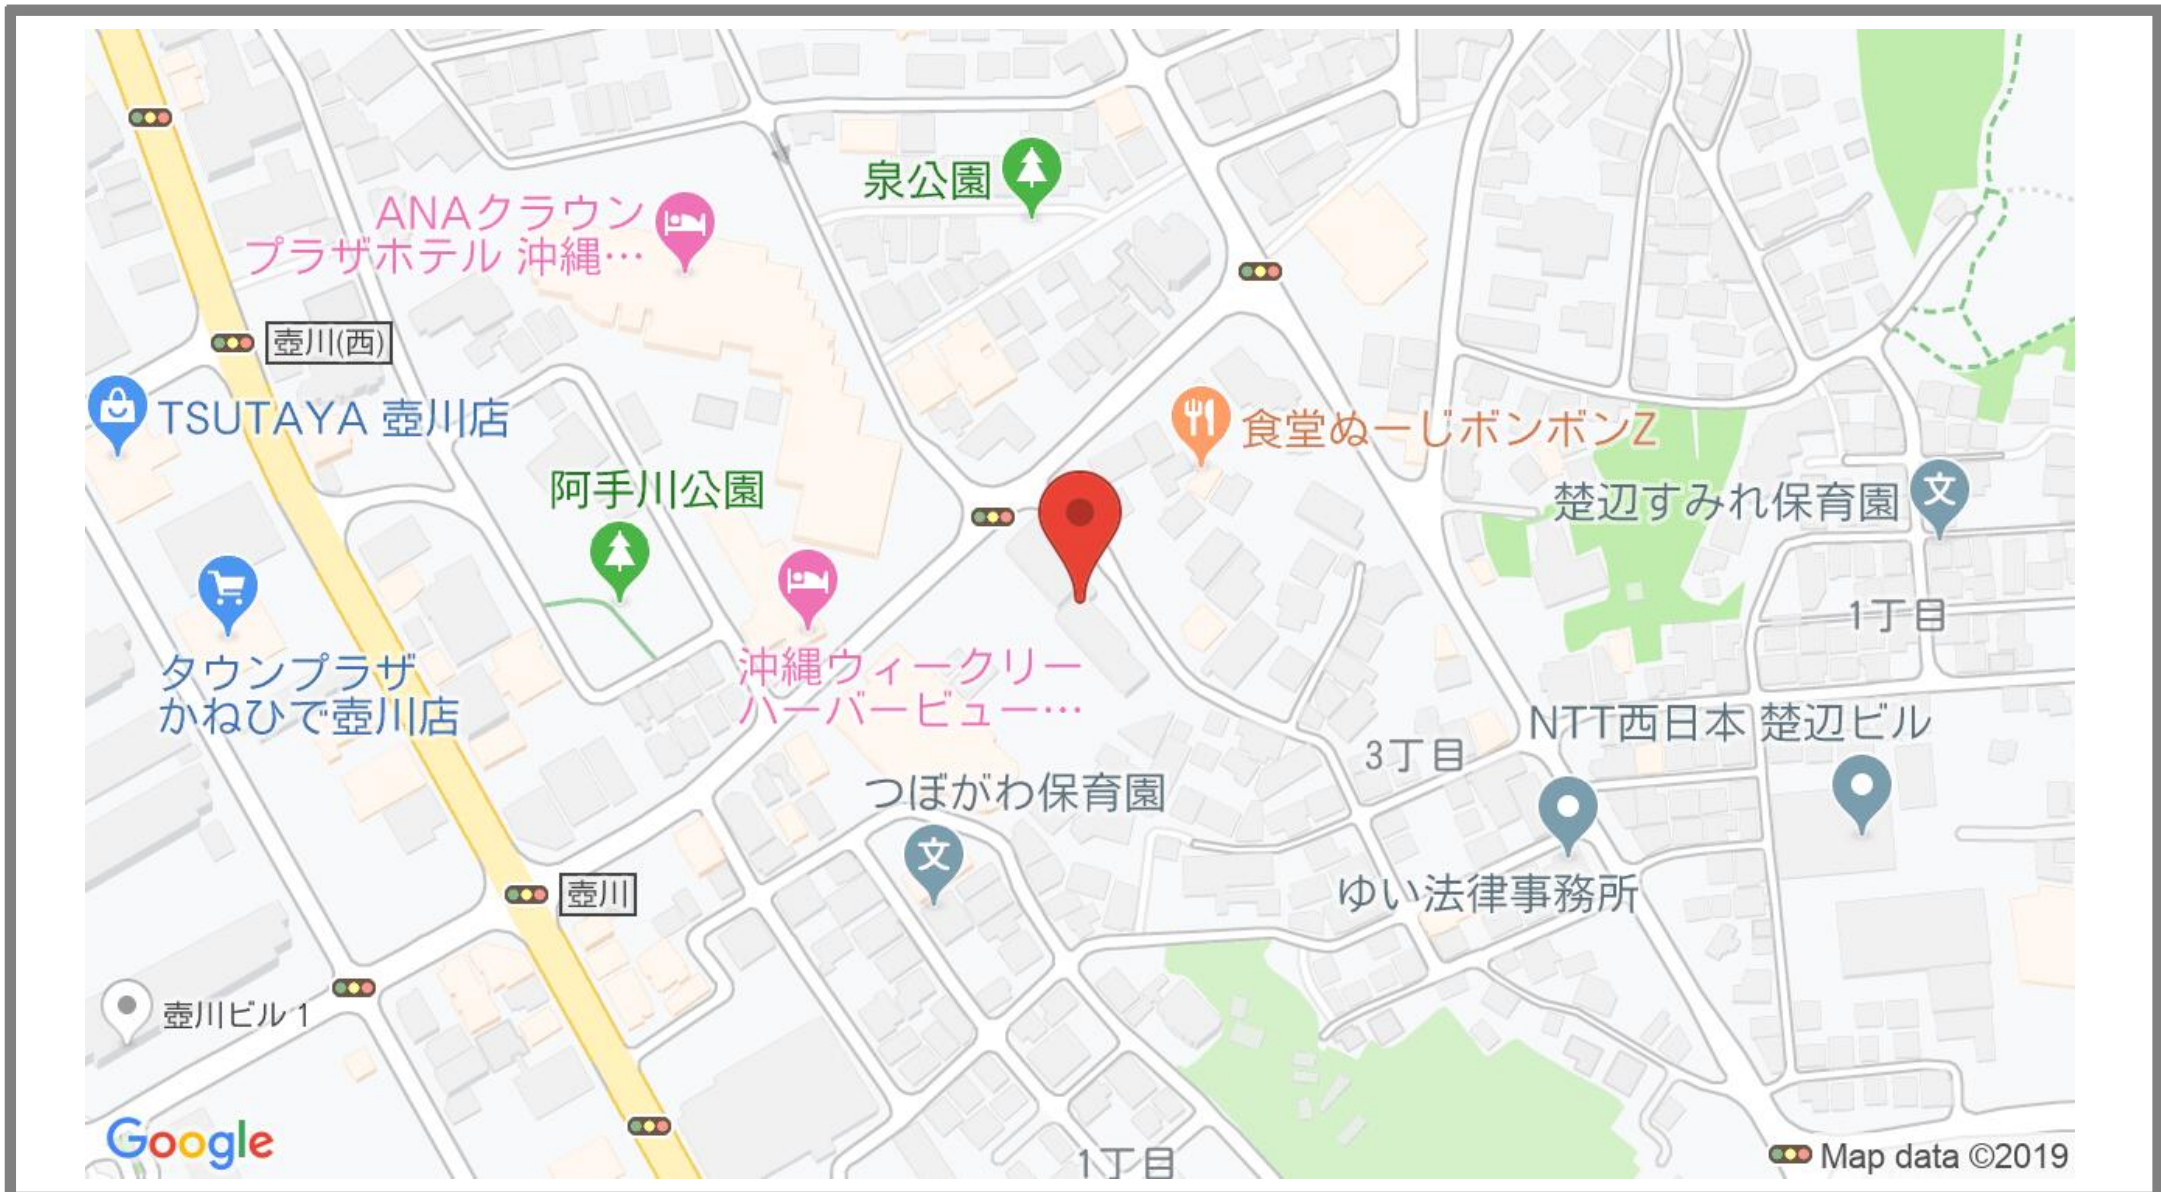 泉公園
ANAクラウン
プラザホテル 沖縄…
壺川(西)
TSUTAYA 壺川店
食堂ぬーじボンボンZ
阿手川公園
楚辺すみれ保育園
文
1丁目
タウンプラザ
かねひで壺川店
沖縄ウィークリー
ハーバービュー…
NTT西日本 楚辺ビル
3丁目
つぼがわ保育園
文
壺川
ゆい法律事務所
壺川ビル 1
Google
1丁目
Map data ©2019